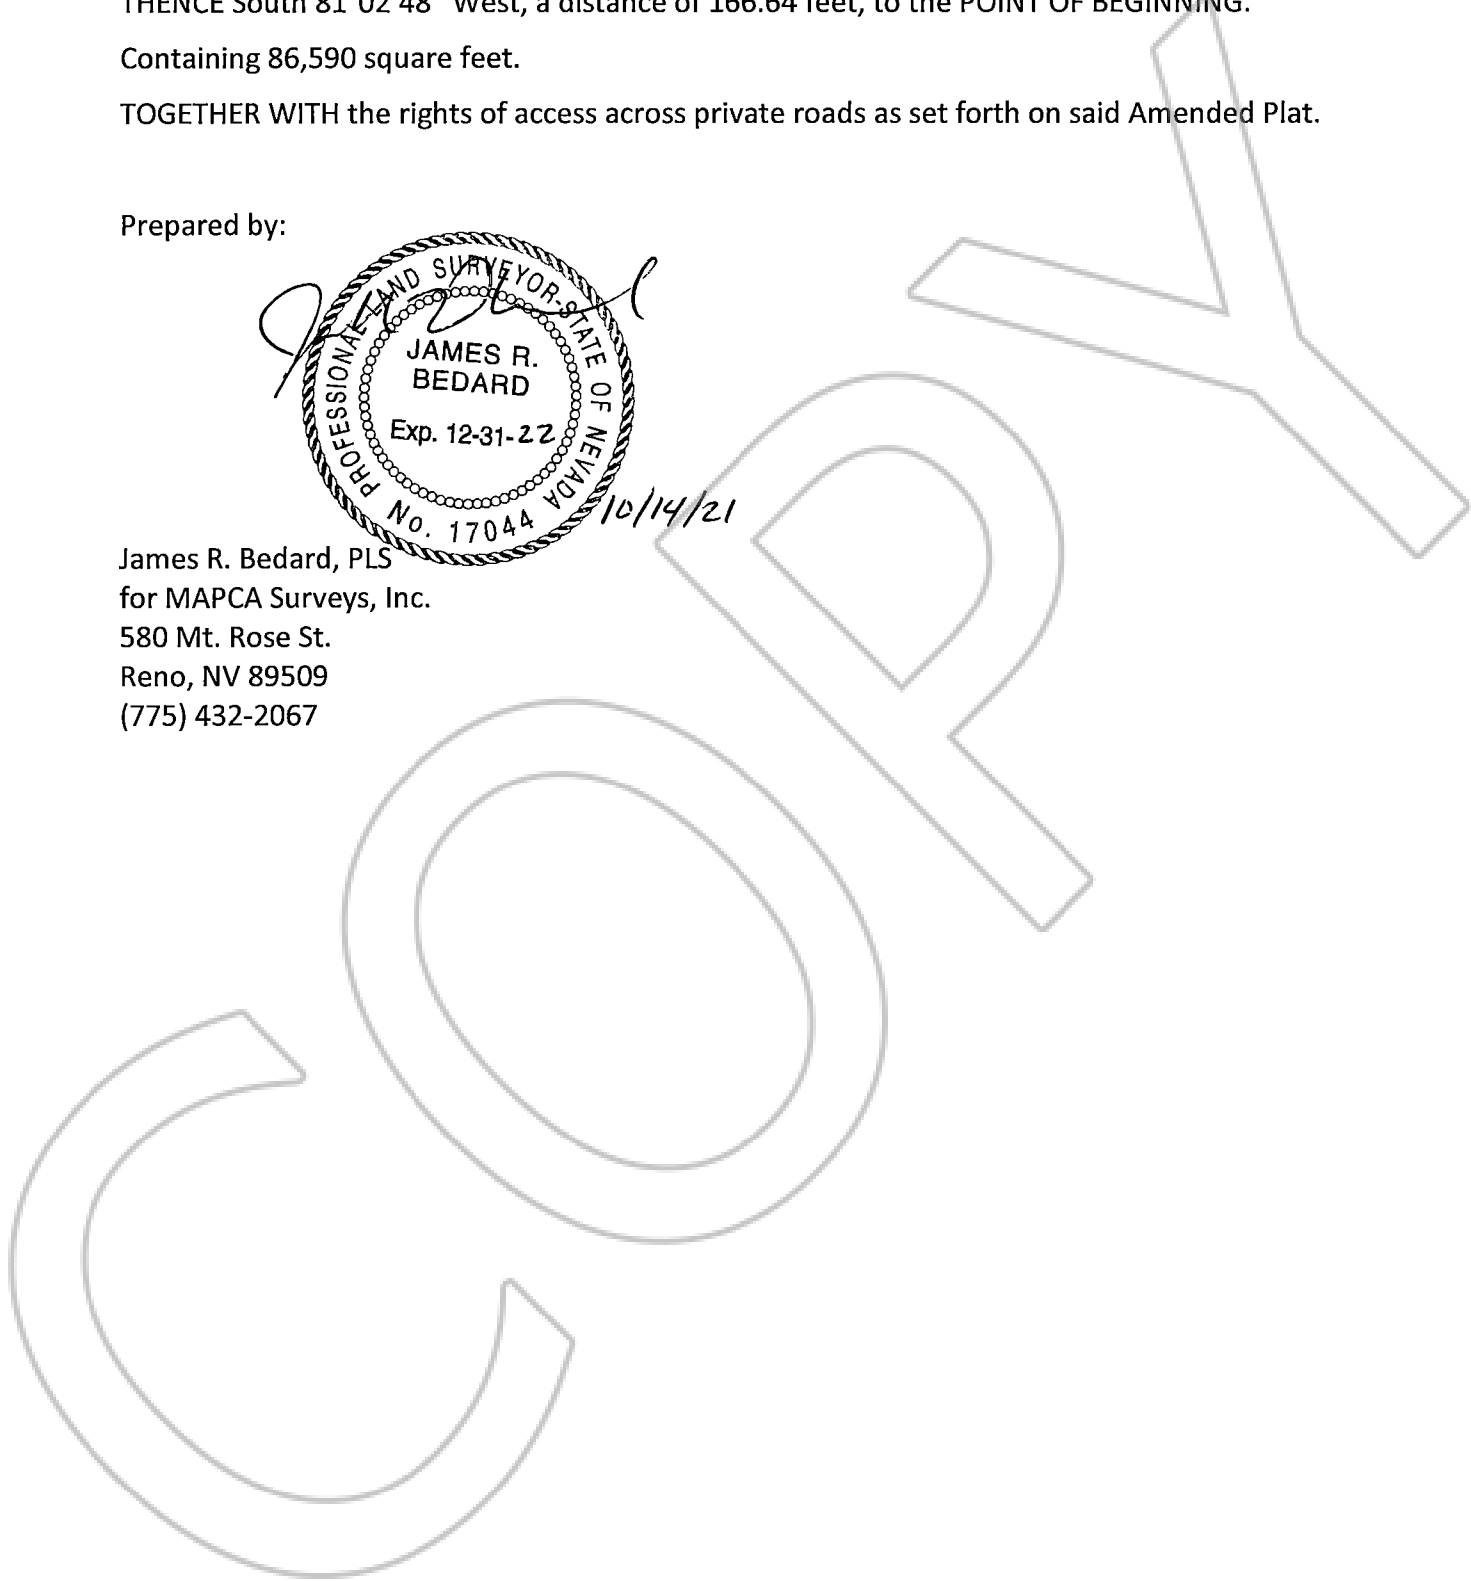 THENCE South 81°02'48" West, a distance of 166.64 feet, to the POINT OF BEGINNING.
Containing 86,590 square feet.
TOGETHER WITH the rights of access across private roads as set forth on said Amended Plat.
Prepared by:
PROFESSIONAL LAND SURVEYOR-STATE OF NEVADA
JAMES R.
BEDARD
Exp. 12-31-22
No. 17044
10/14/21
James R. Bedard, PLS
for MAPCA Surveys, Inc.
580 Mt. Rose St.
Reno, NV 89509
(775) 432-2067
COPY